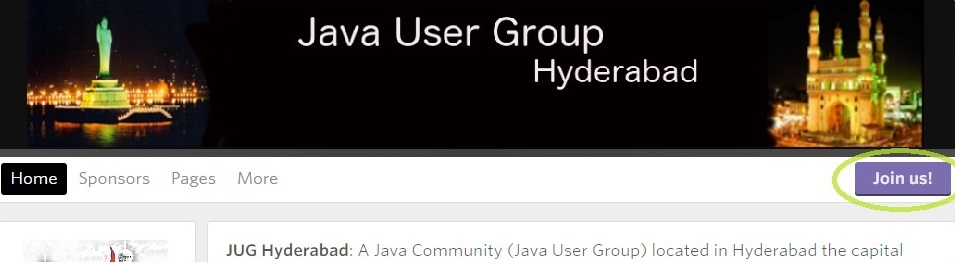 Java User Group
Hyderabad
Home Sponsors Pages More Join us!
JUG Hyderabad: A Java Community (Java User Group) located in Hyderabad the capital